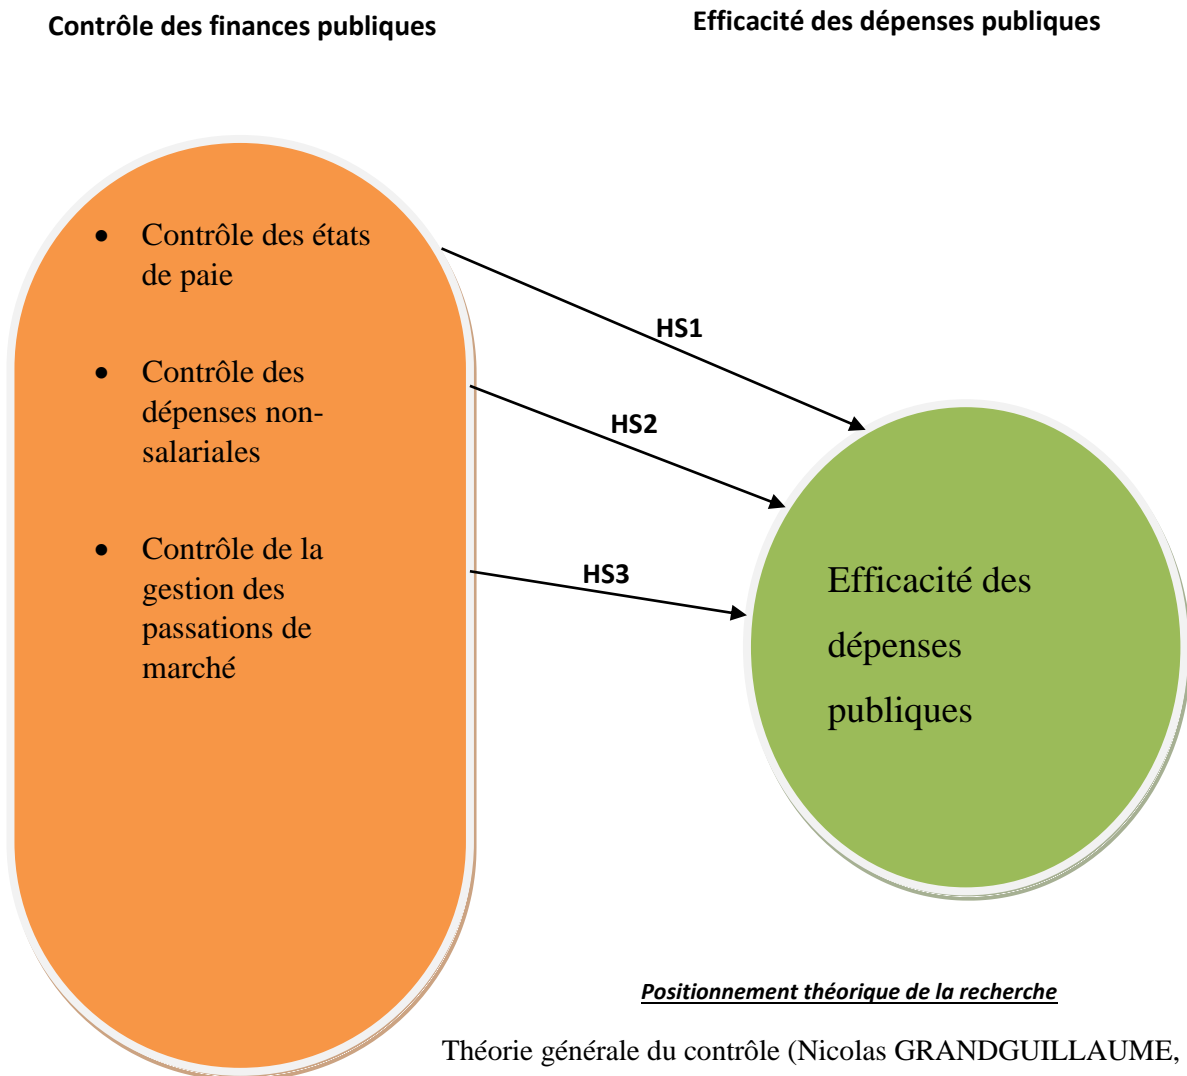 Contrôle des finances publiques
Efficacité des dépenses publiques
• Contrôle des états
de paie
• Contrôle des
dépenses non-
salariales
• Contrôle de la
gestion des
passations de
marché
HS1
HS2
HS3
Efficacité des
dépenses
publiques
Positionnement théorique de la recherche
Théorie générale du contrôle (Nicolas GRANDGUILLAUME,